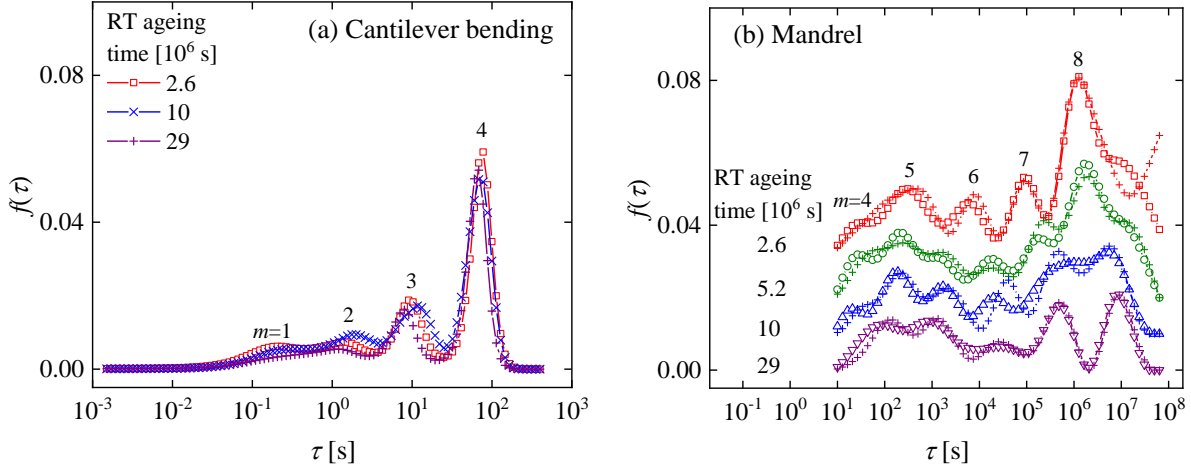 RT ageing
time [10⁶ s]
2.6
10
29
(a) Cantilever bending
m=1
2
3
4
0.08
0.04
0.00
f(τ)
10⁻³ 10⁻² 10⁻¹ 10⁰ 10¹ 10² 10³
τ [s]
(b) Mandrel
8
7
6
5
m=4
RT ageing
time [10⁶ s]
2.6
5.2
10
29
0.08
0.04
0.00
f(τ)
10⁻¹ 10⁰ 10¹ 10² 10³ 10⁴ 10⁵ 10⁶ 10⁷ 10⁸
τ [s]